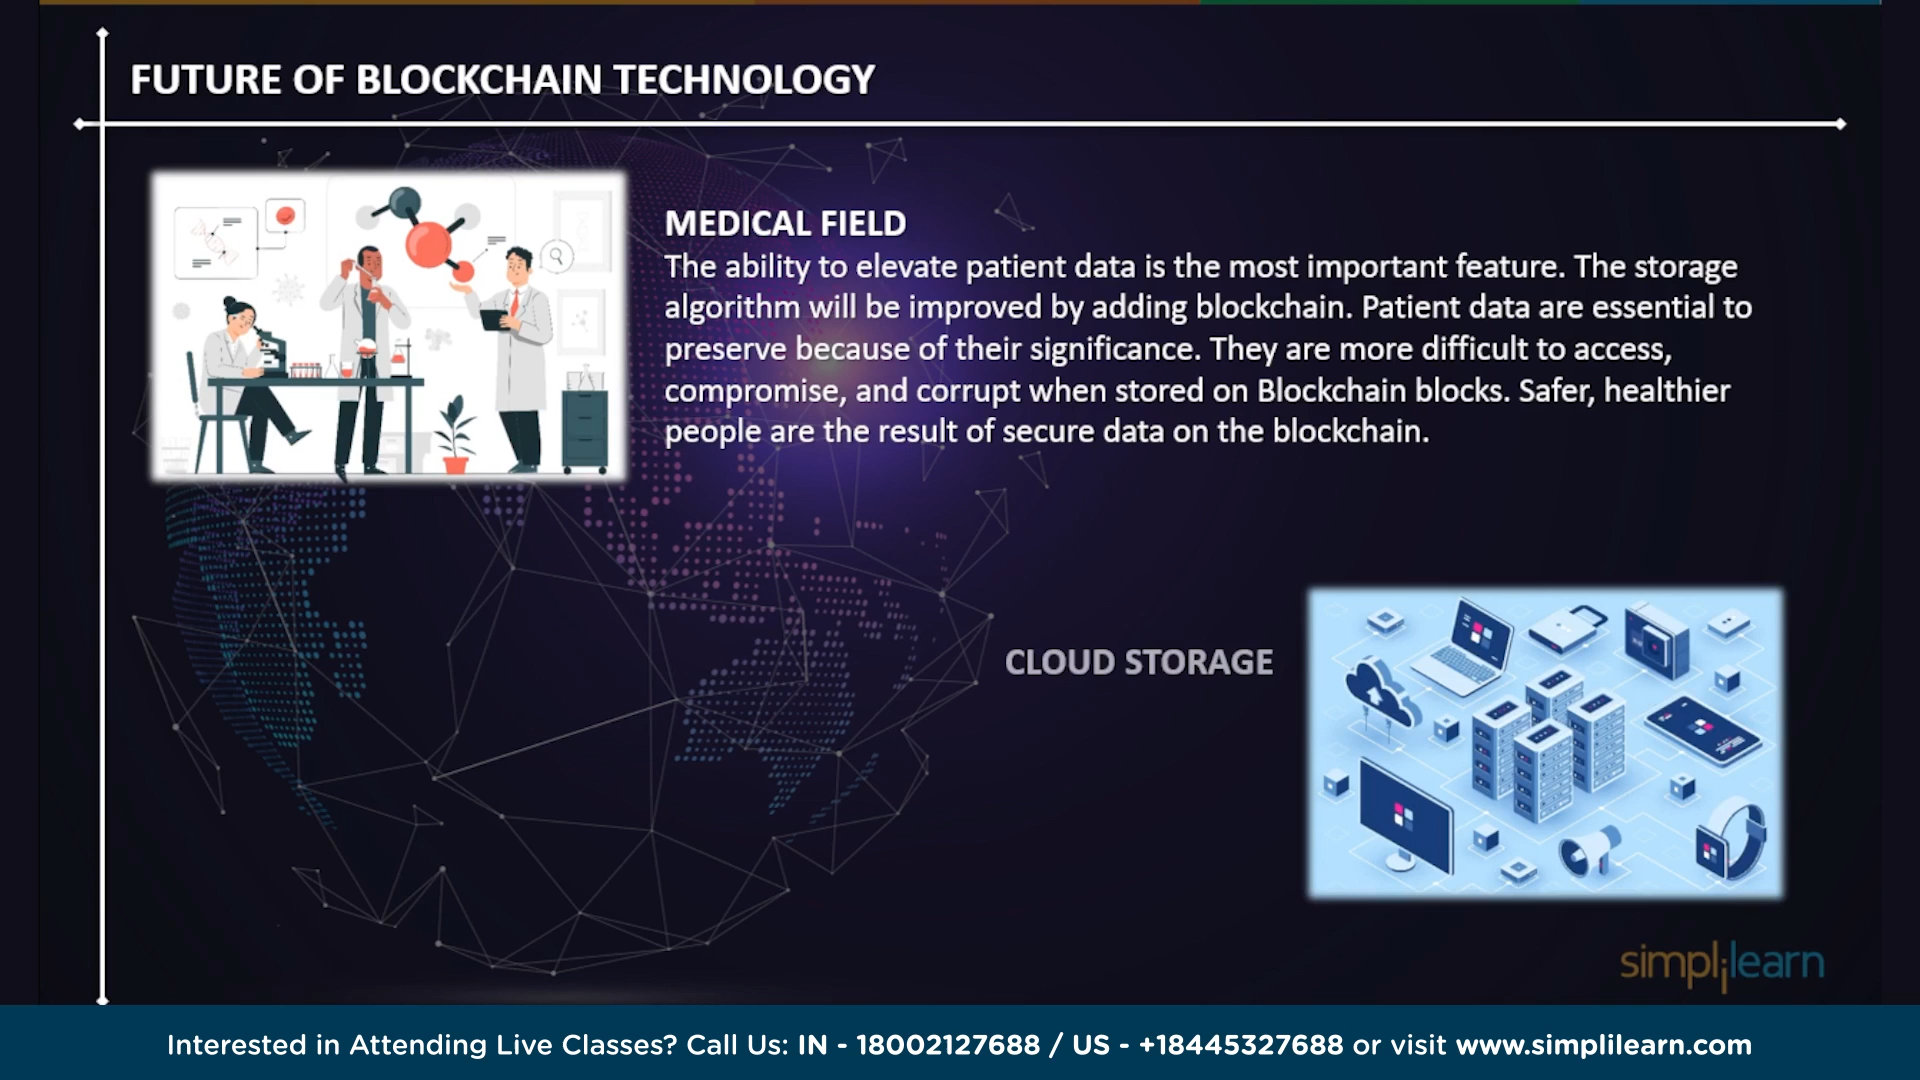 FUTURE OF BLOCKCHAIN TECHNOLOGY
MEDICAL FIELD
The ability to elevate patient data is the most important feature. The storage
algorithm will be improved by adding blockchain. Patient data are essential to
preserve because of their significance. They are more difficult to access,
compromise, and corrupt when stored on Blockchain blocks. Safer, healthier
people are the result of secure data on the blockchain.
CLOUD STORAGE
simplilearn
Interested in Attending Live Classes? Call Us: IN - 18002127688 / US - +18445327688 or visit www.simplilearn.com